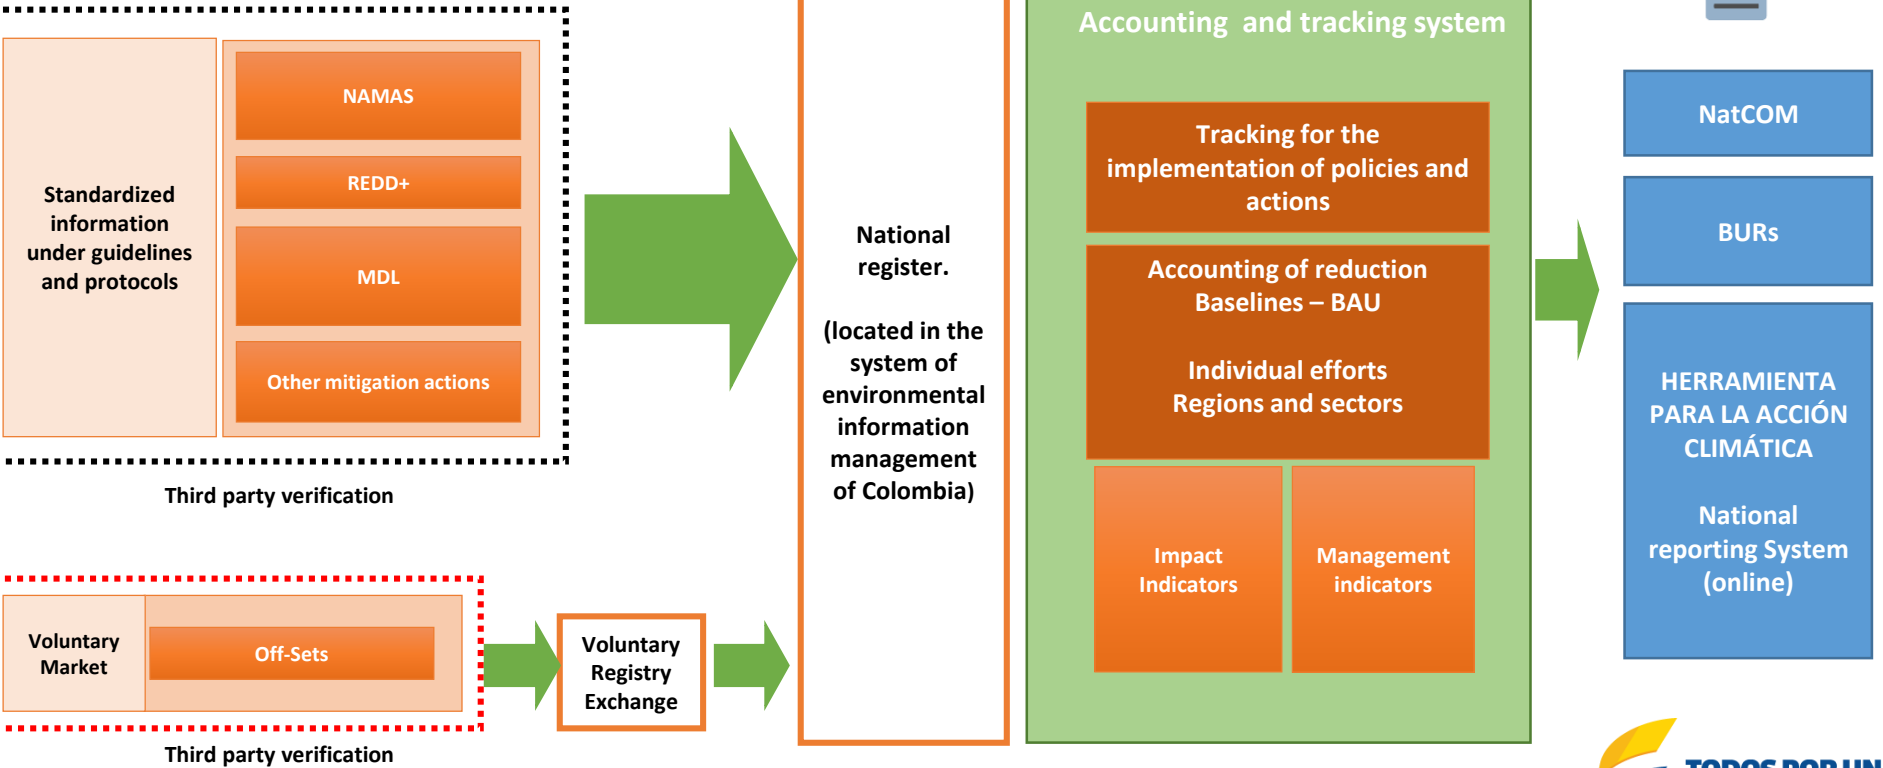 Standardized
information
under guidelines
and protocols
NAMAS
REDD+
MDL
Other mitigation actions
Third party verification
Voluntary
Market
Off-Sets
Third party verification
Voluntary
Registry
Exchange
National
register.
(located in the
system of
environmental
information
management
of Colombia)
Accounting and tracking system
Tracking for the
implementation of policies and
actions
Accounting of reduction
Baselines – BAU
Individual efforts
Regions and sectors
Impact
Indicators
Management
indicators
NatCOM
BURs
HERRAMIENTA
PARA LA ACCIÓN
CLIMÁTICA
National
reporting System
(online)
TODOS POR UN